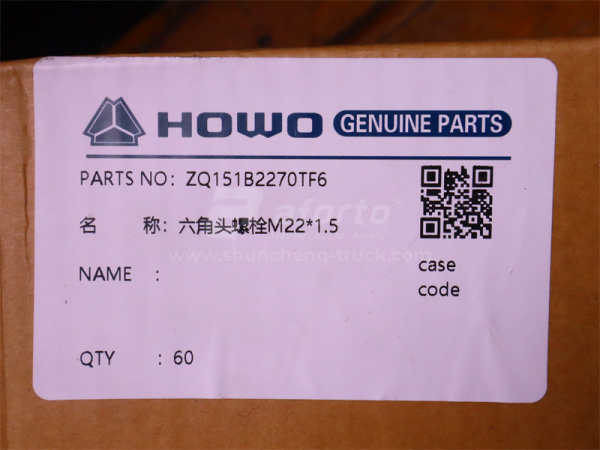 HOWO GENUINE PARTS
PARTS NO: ZQ151B2270TF6
名 称: 六角头螺栓M22*1.5
aforto
www.shuncheng-truck.com
NAME :
case
code
QTY : 60